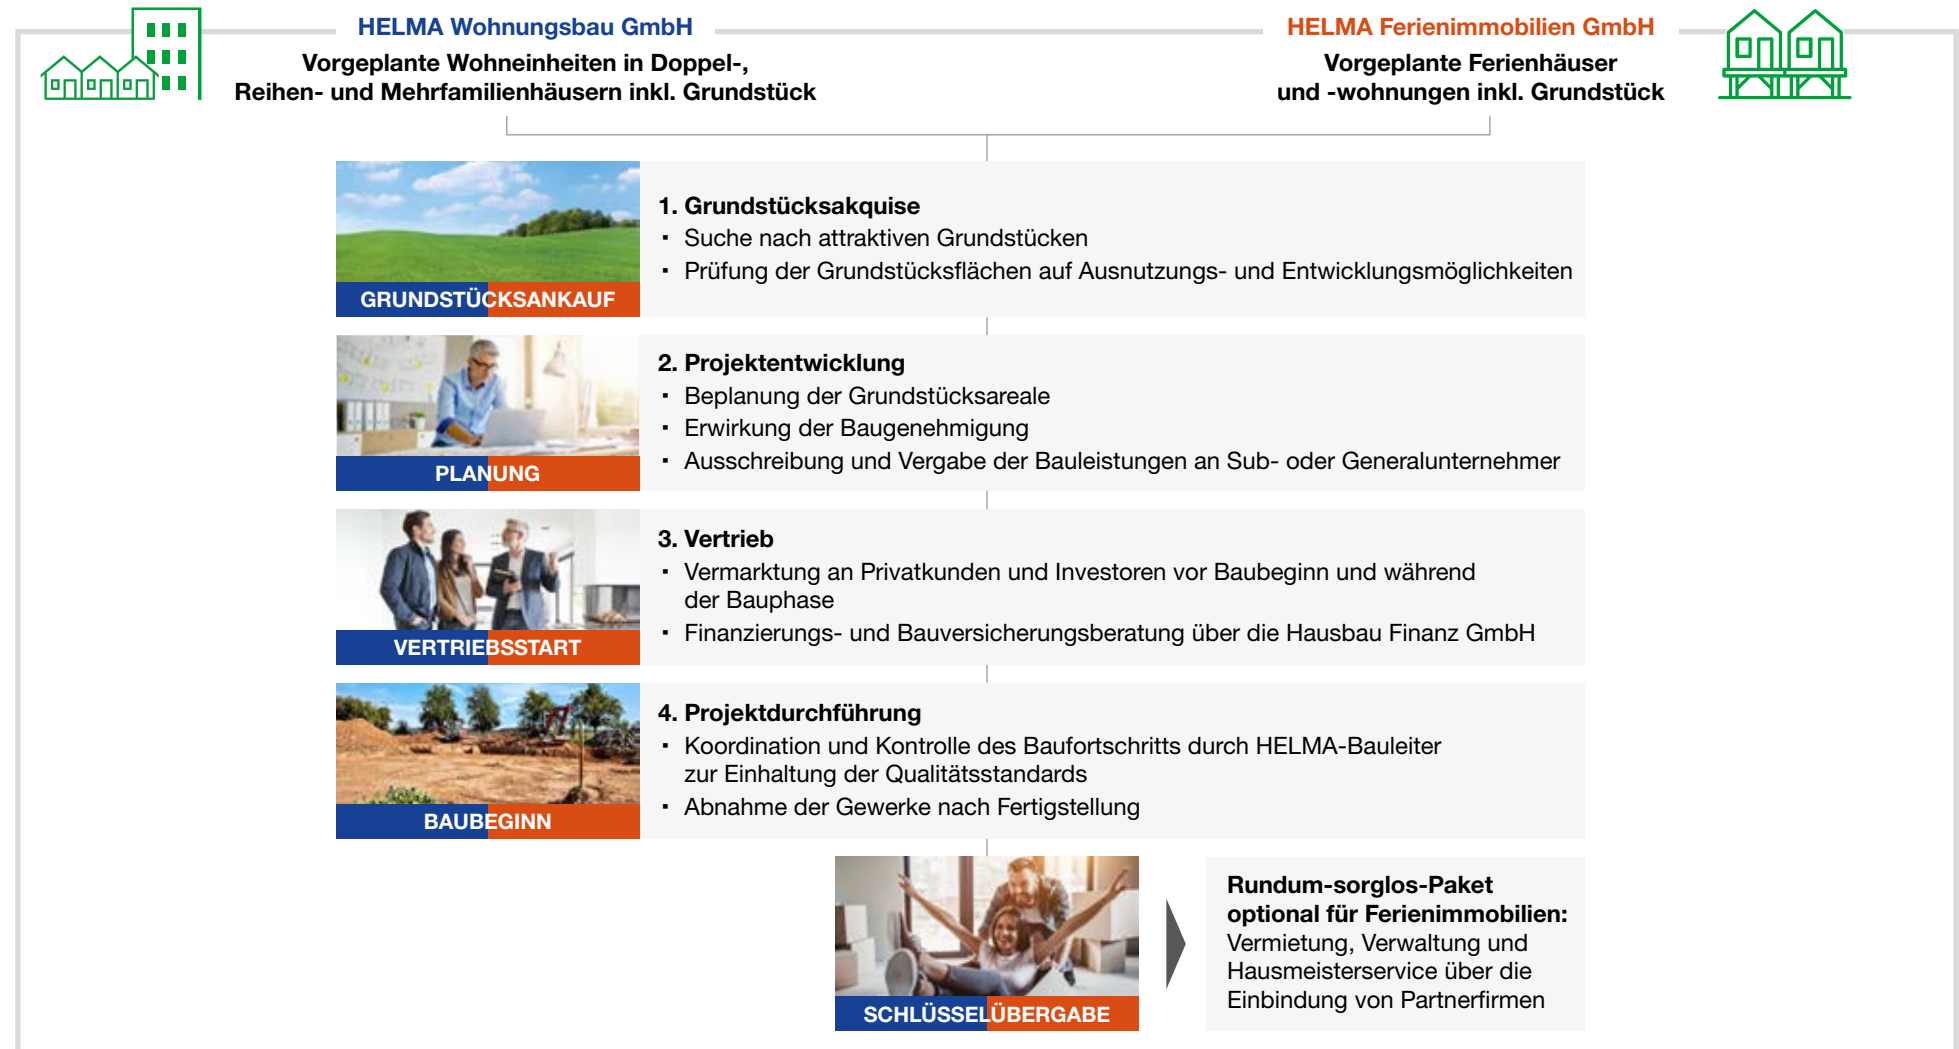 HELMA Wohnungsbau GmbH
Vorgeplante Wohneinheiten in Doppel-,
Reihen- und Mehrfamilienhäusern inkl. Grundstück
HELMA Ferienimmobilien GmbH
Vorgeplante Ferienhäuser
und -wohnungen inkl. Grundstück
GRUNDSTÜCKSANKAUF
1. Grundstücksakquise
▪ Suche nach attraktiven Grundstücken
▪ Prüfung der Grundstücksflächen auf Ausnutzungs- und Entwicklungsmöglichkeiten
PLANUNG
2. Projektentwicklung
▪ Beplanung der Grundstücksareale
▪ Erwirkung der Baugenehmigung
▪ Ausschreibung und Vergabe der Bauleistungen an Sub- oder Generalunternehmer
VERTRIEBSSTART
3. Vertrieb
▪ Vermarktung an Privatkunden und Investoren vor Baubeginn und während
der Bauphase
▪ Finanzierungs- und Bauversicherungsberatung über die Hausbau Finanz GmbH
BAUBEGINN
4. Projektdurchführung
▪ Koordination und Kontrolle des Baufortschritts durch HELMA-Bauleiter
zur Einhaltung der Qualitätsstandards
▪ Abnahme der Gewerke nach Fertigstellung
SCHLÜSSELÜBERGABE
Rundum-sorglos-Paket
optional für Ferienimmobilien:
Vermietung, Verwaltung und
Hausmeisterservice über die
Einbindung von Partnerfirmen